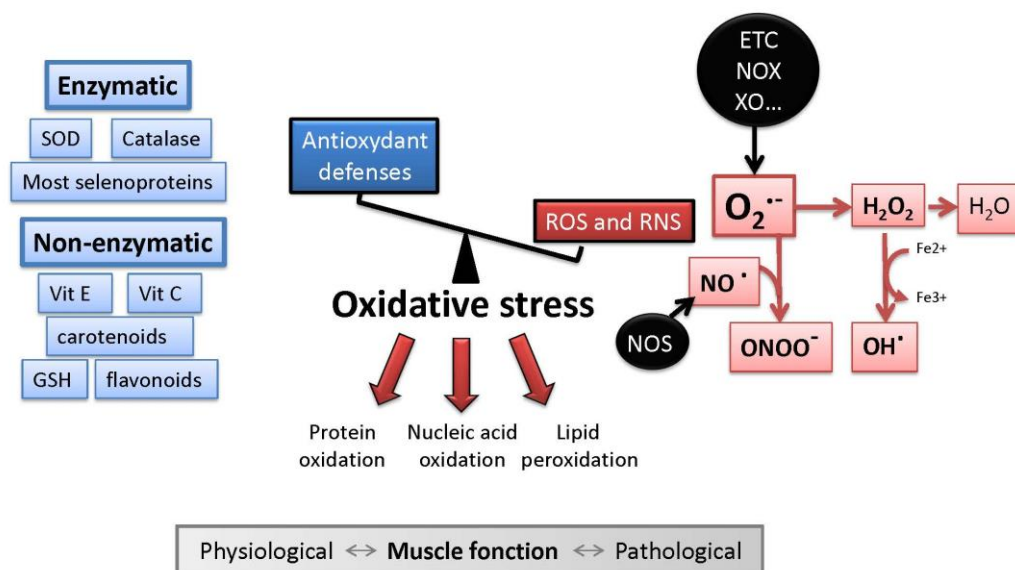 Enzymatic
SOD
Catalase
Most selenoproteins
Non-enzymatic
Vit E
Vit C
carotenoids
GSH
flavonoids
Antioxydant
defenses
ROS and RNS
Oxidative stress
Protein
oxidation
Nucleic acid
oxidation
Lipid
peroxidation
ETC
NOX
XO...
O₂·⁻
H₂O₂
H₂O
Fe2+
Fe3+
NO·
NOS
ONOO⁻
OH·
Physiological ↔ Muscle fonction ↔ Pathological